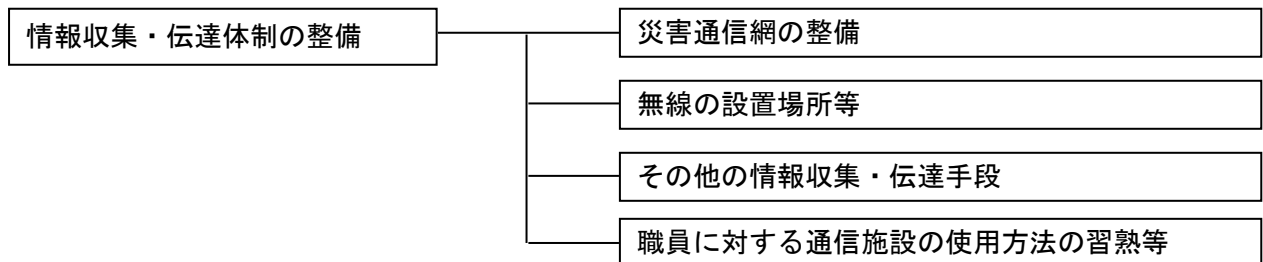 情報収集・伝達体制の整備
災害通信網の整備
無線の設置場所等
その他の情報収集・伝達手段
職員に対する通信施設の使用方法の習熟等